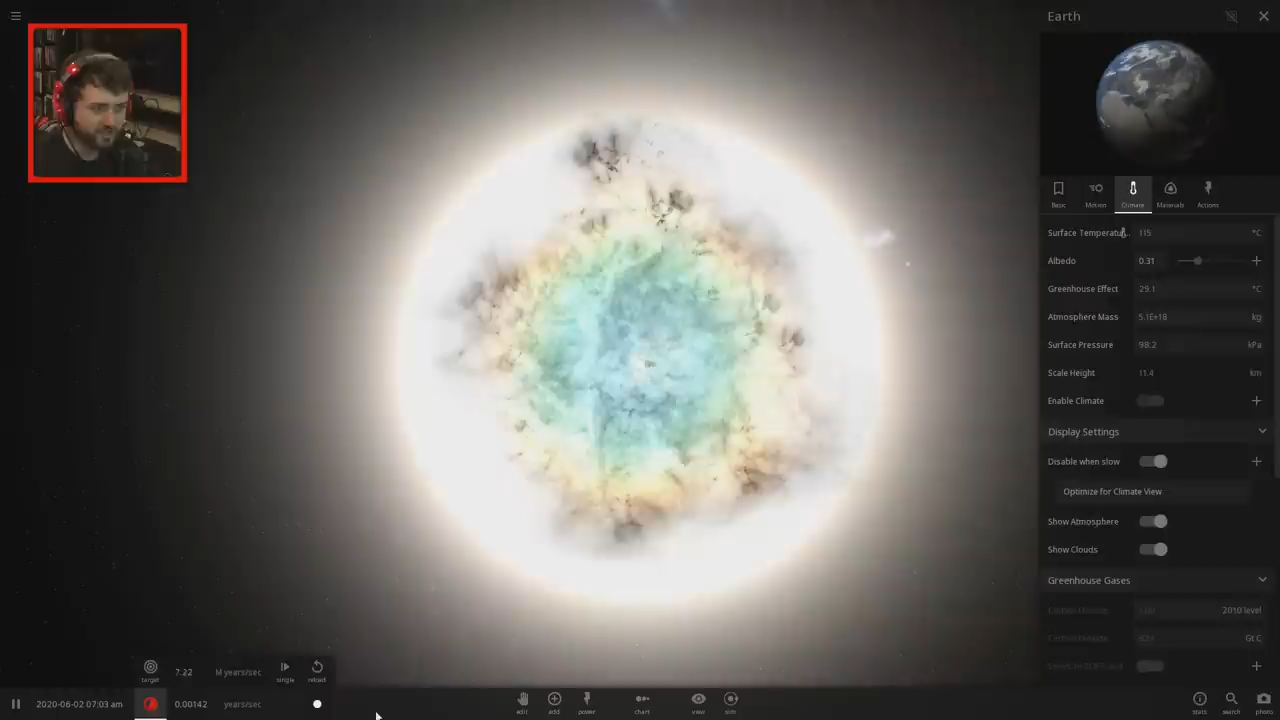 Earth
Basic Motion Climate Materials Actions
Surface Temperatu... 115 °C
Albedo 0.31
Greenhouse Effect 29.1 °C
Atmosphere Mass 5.1E+18 kg
Surface Pressure 98.2 kPa
Scale Height 11.4 km
Enable Climate
Display Settings
Disable when slow
Optimize for Climate View
Show Atmosphere
Show Clouds
Greenhouse Gases
2010 level
Gt C
target 7.22 M years/sec single reload
2020-06-02 07:03 am 0.00142 years/sec
edit add power chart view sim stats search photo